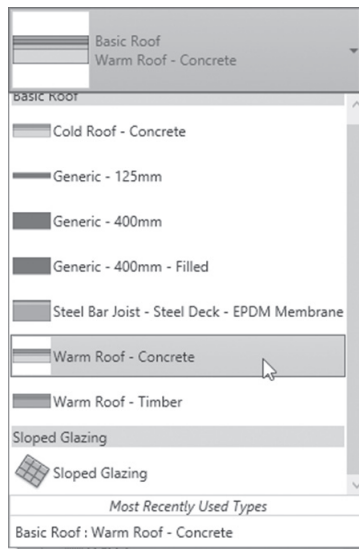 Basic Roof
Warm Roof - Concrete
Basic Roof
Cold Roof - Concrete
Generic - 125mm
Generic - 400mm
Generic - 400mm - Filled
Steel Bar Joist - Steel Deck - EPDM Membrane
Warm Roof - Concrete
Warm Roof - Timber
Sloped Glazing
Sloped Glazing
Most Recently Used Types
Basic Roof : Warm Roof - Concrete